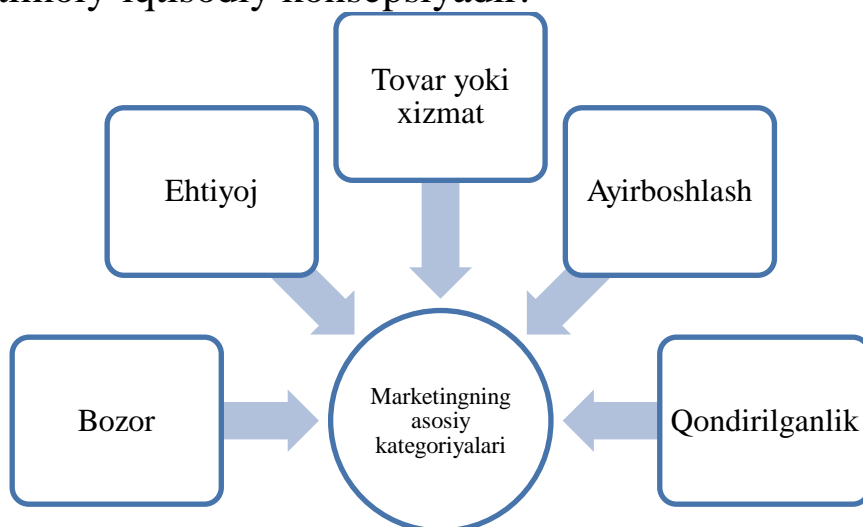 Tovar yoki
xizmat
Ehtiyoj
Ayirboshlash
Bozor
Marketingning
asosiy
kategoriyalari
Qondirilganlik